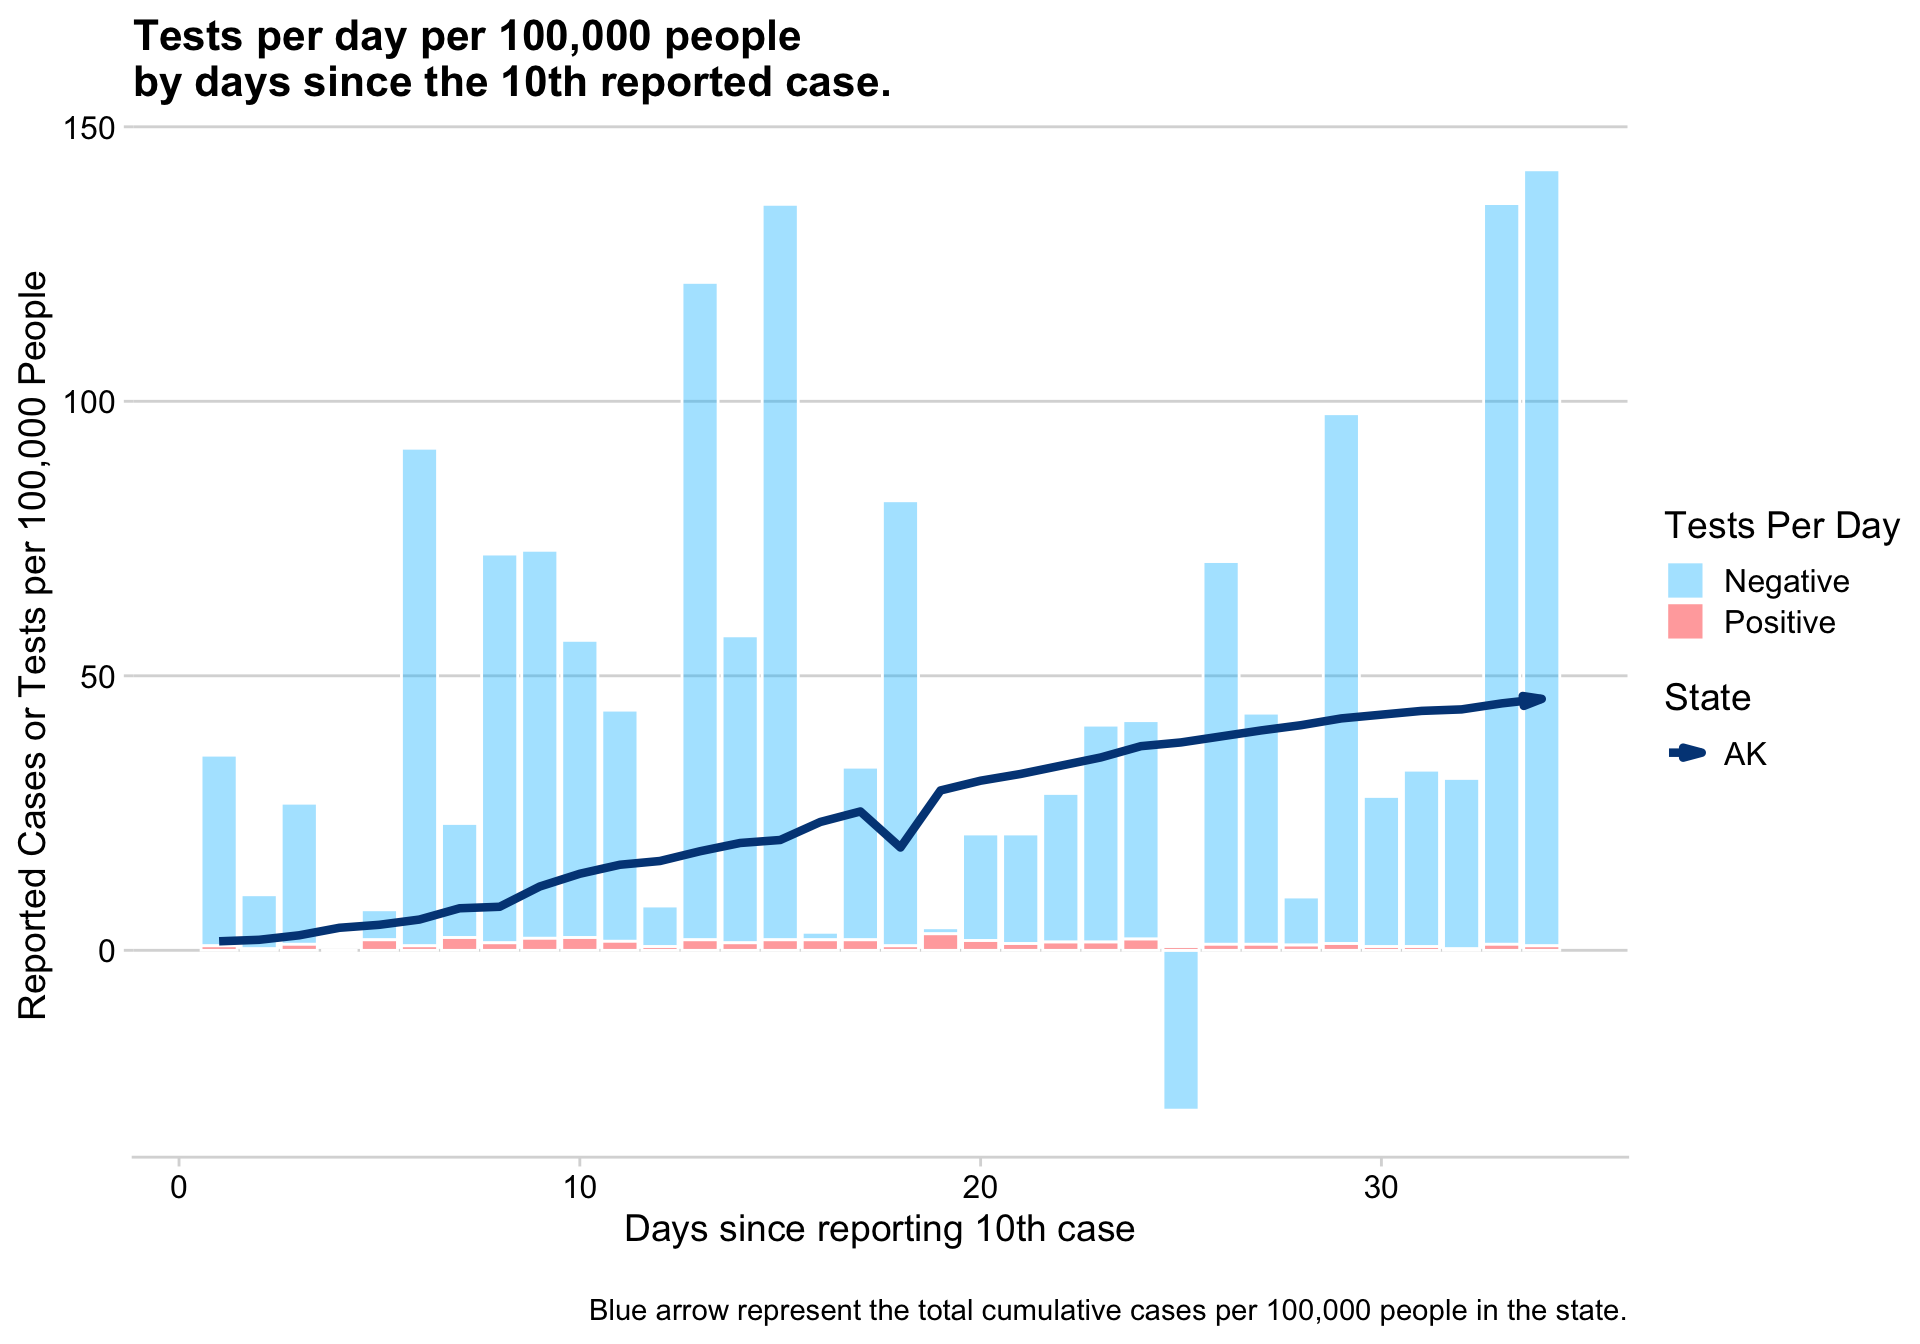 Tests per day per 100,000 people
by days since the 10th reported case.
Reported Cases or Tests per 100,000 People
150
100
50
0
0
10
20
30
Days since reporting 10th case
Tests Per Day
Negative
Positive
State
AK
Blue arrow represent the total cumulative cases per 100,000 people in the state.